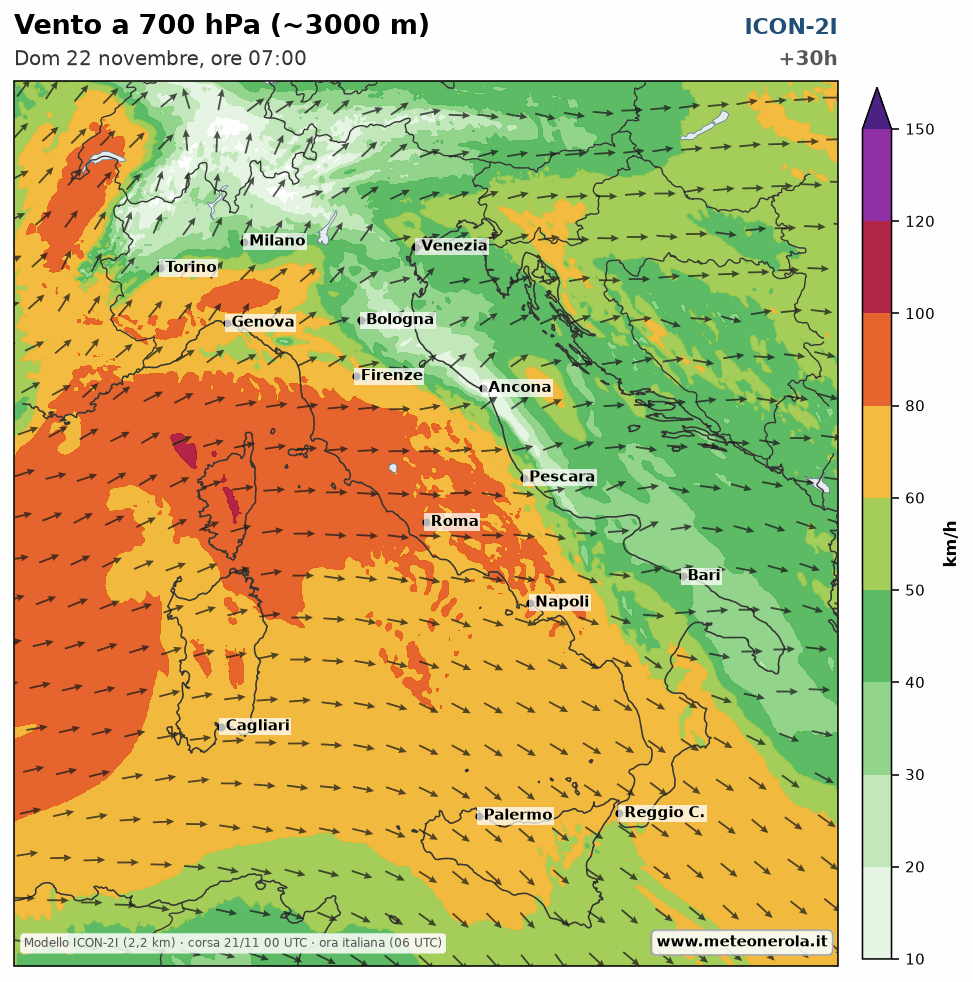 Vento a 700 hPa (~3000 m)
ICON-2I
Dom 22 novembre, ore 07:00
+30h
Milano
Venezia
Torino
Bologna
Genova
Firenze
Ancona
Pescara
Roma
Bari
Napoli
Cagliari
Palermo
Reggio C.
150
120
100
80
60
50
40
30
20
10
km/h
Modello ICON-2I (2,2 km) · corsa 21/11 00 UTC · ora italiana (06 UTC)
www.meteonerola.it